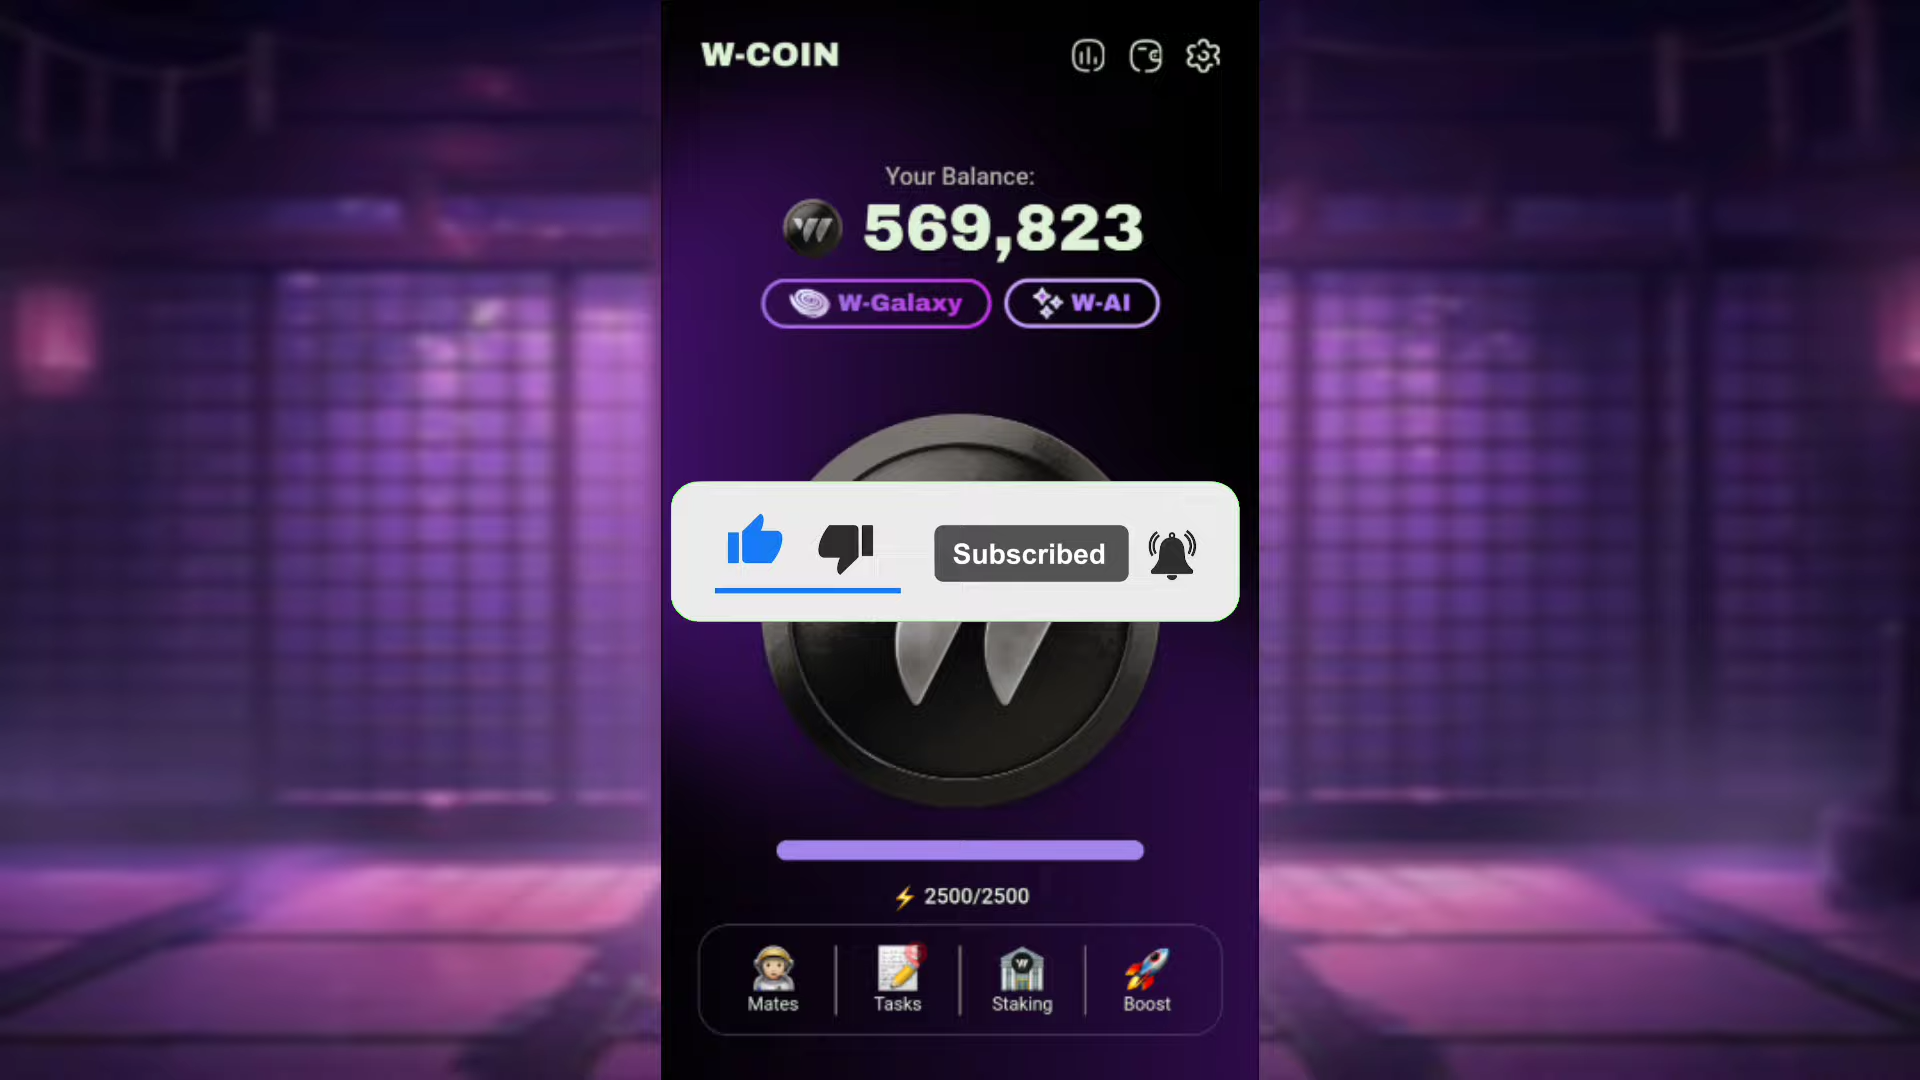 W-COIN
Your Balance:
569,823
W-Galaxy
W-AI
Subscribed
2500/2500
Mates
Tasks
Staking
Boost